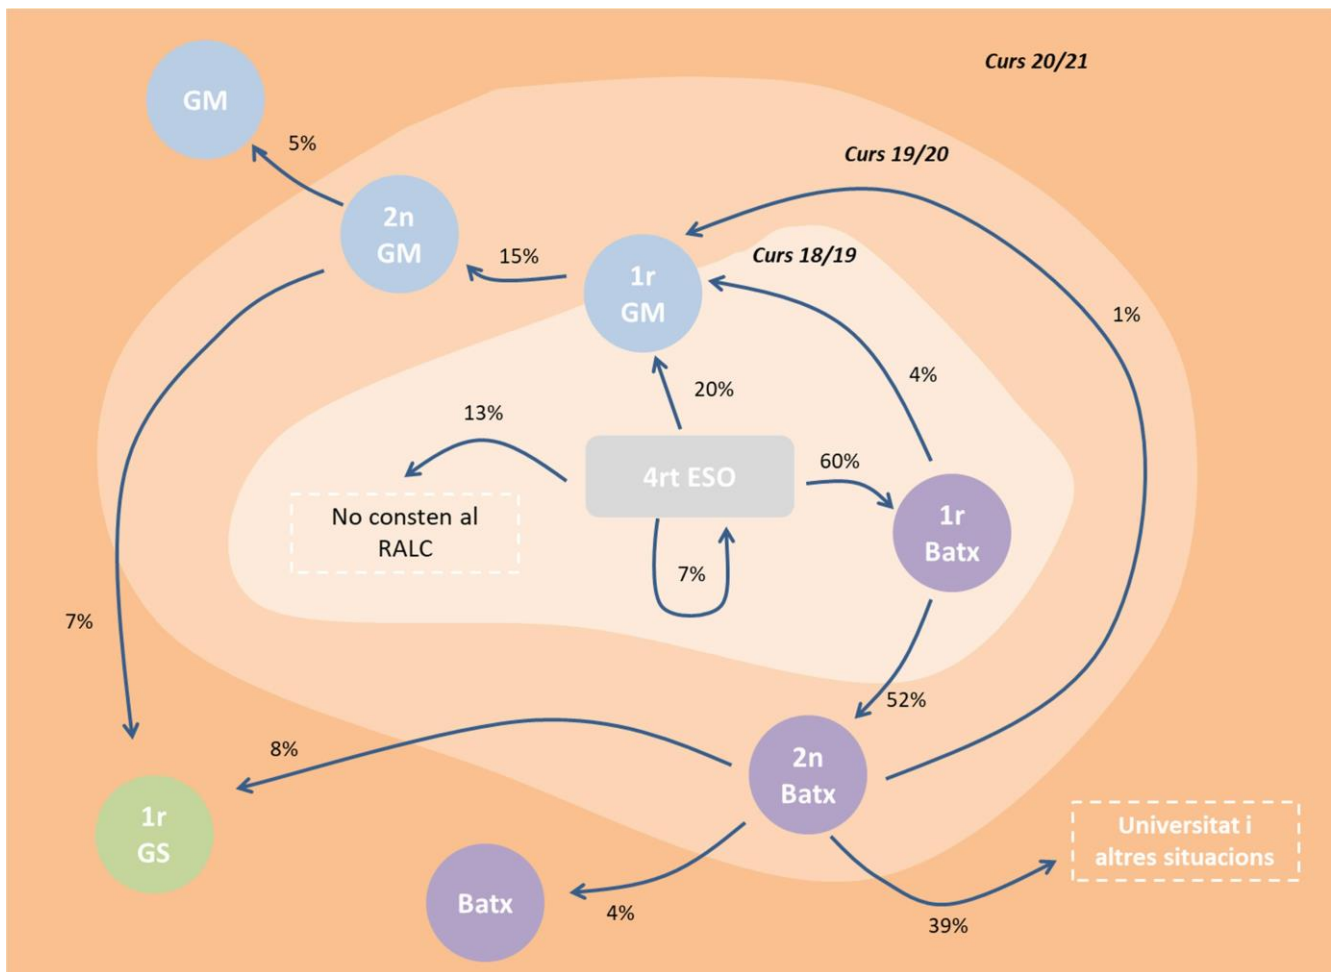 Curs 20/21
GM
5%
Curs 19/20
2n
GM
15%
Curs 18/19
1r
GM
1%
4%
20%
13%
60%
4rt ESO
No consten al
RALC
1r
Batx
7%
7%
52%
8%
2n
Batx
1r
GS
Universitat i
altres situacions
Batx
4%
39%